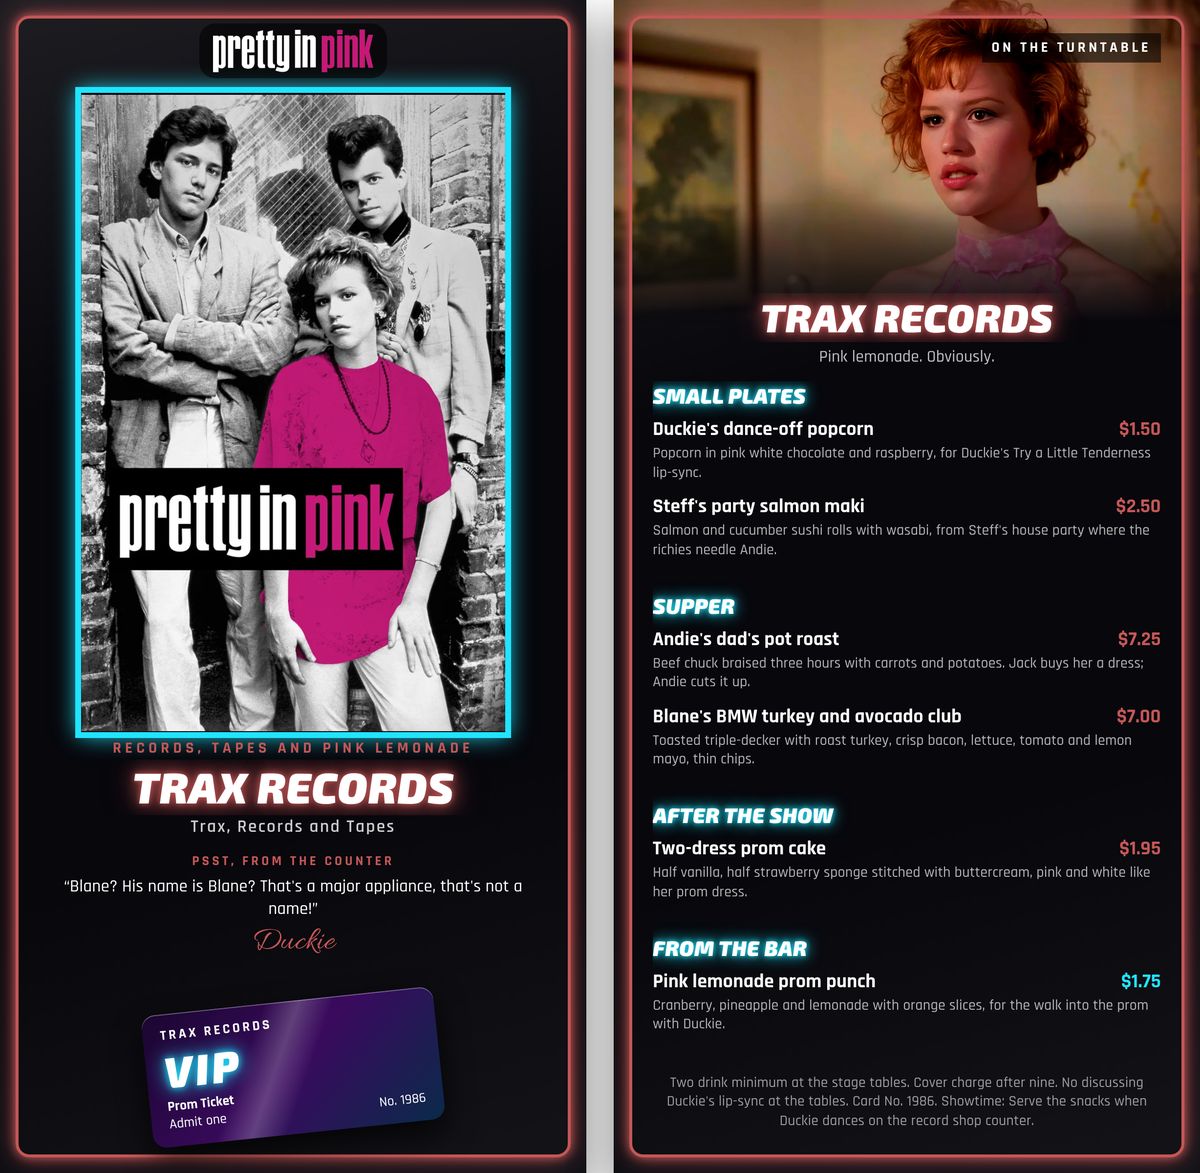 pretty in pink
pretty in pink
RECORDS, TAPES AND PINK LEMONADE
TRAX RECORDS
Trax, Records and Tapes
PSST, FROM THE COUNTER
“Blane? His name is Blane? That's a major appliance, that's not a
name!”
Duckie
TRAX RECORDS
VIP
Prom Ticket
Admit one
No. 1986
ON THE TURNTABLE
TRAX RECORDS
Pink lemonade. Obviously.
SMALL PLATES
Duckie's dance-off popcorn $1.50
Popcorn in pink white chocolate and raspberry, for Duckie's Try a Little Tenderness
lip-sync.
Steff's party salmon maki $2.50
Salmon and cucumber sushi rolls with wasabi, from Steff's house party where the
richies needle Andie.
SUPPER
Andie's dad's pot roast $7.25
Beef chuck braised three hours with carrots and potatoes. Jack buys her a dress;
Andie cuts it up.
Blane's BMW turkey and avocado club $7.00
Toasted triple-decker with roast turkey, crisp bacon, lettuce, tomato and lemon
mayo, thin chips.
AFTER THE SHOW
Two-dress prom cake $1.95
Half vanilla, half strawberry sponge stitched with buttercream, pink and white like
her prom dress.
FROM THE BAR
Pink lemonade prom punch $1.75
Cranberry, pineapple and lemonade with orange slices, for the walk into the prom
with Duckie.
Two drink minimum at the stage tables. Cover charge after nine. No discussing
Duckie's lip-sync at the tables. Card No. 1986. Showtime: Serve the snacks when
Duckie dances on the record shop counter.